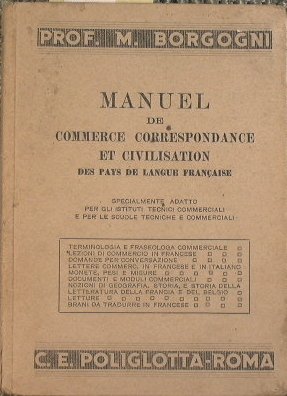 PROF. M. BORGOGNI
MANUEL
DE
COMMERCE CORRESPONDANCE
ET CIVILISATION
DES PAYS DE LANGUE FRANÇAISE
SPECIALMENTE ADATTO
PER GLI ISTITUTI TECNICI COMMERCIALI
E PER LE SCUOLE TECNICHE E COMMERCIALI
TERMINOLOGIA E FRASEOLOGA COMMERCIALE
LEZIONI DI COMMERCIO IN FRANCESE
DOMANDE PER CONVERSAZIONE
LETTERE COMMERC. IN FRANCESE E IN ITALIANO
MONETE, PESI E MISURE
DOCUMENTI E MODULI COMMERCIALI
NOZIONI DI GEOGRAFIA, STORIA, E STORIA DELLA
LETTERATURA DELLA FRANCIA E DEL BELGIO
LETTURE
BRANI DA TRADURRE IN FRANCESE
C. E. POLIGLOTTA-ROMA